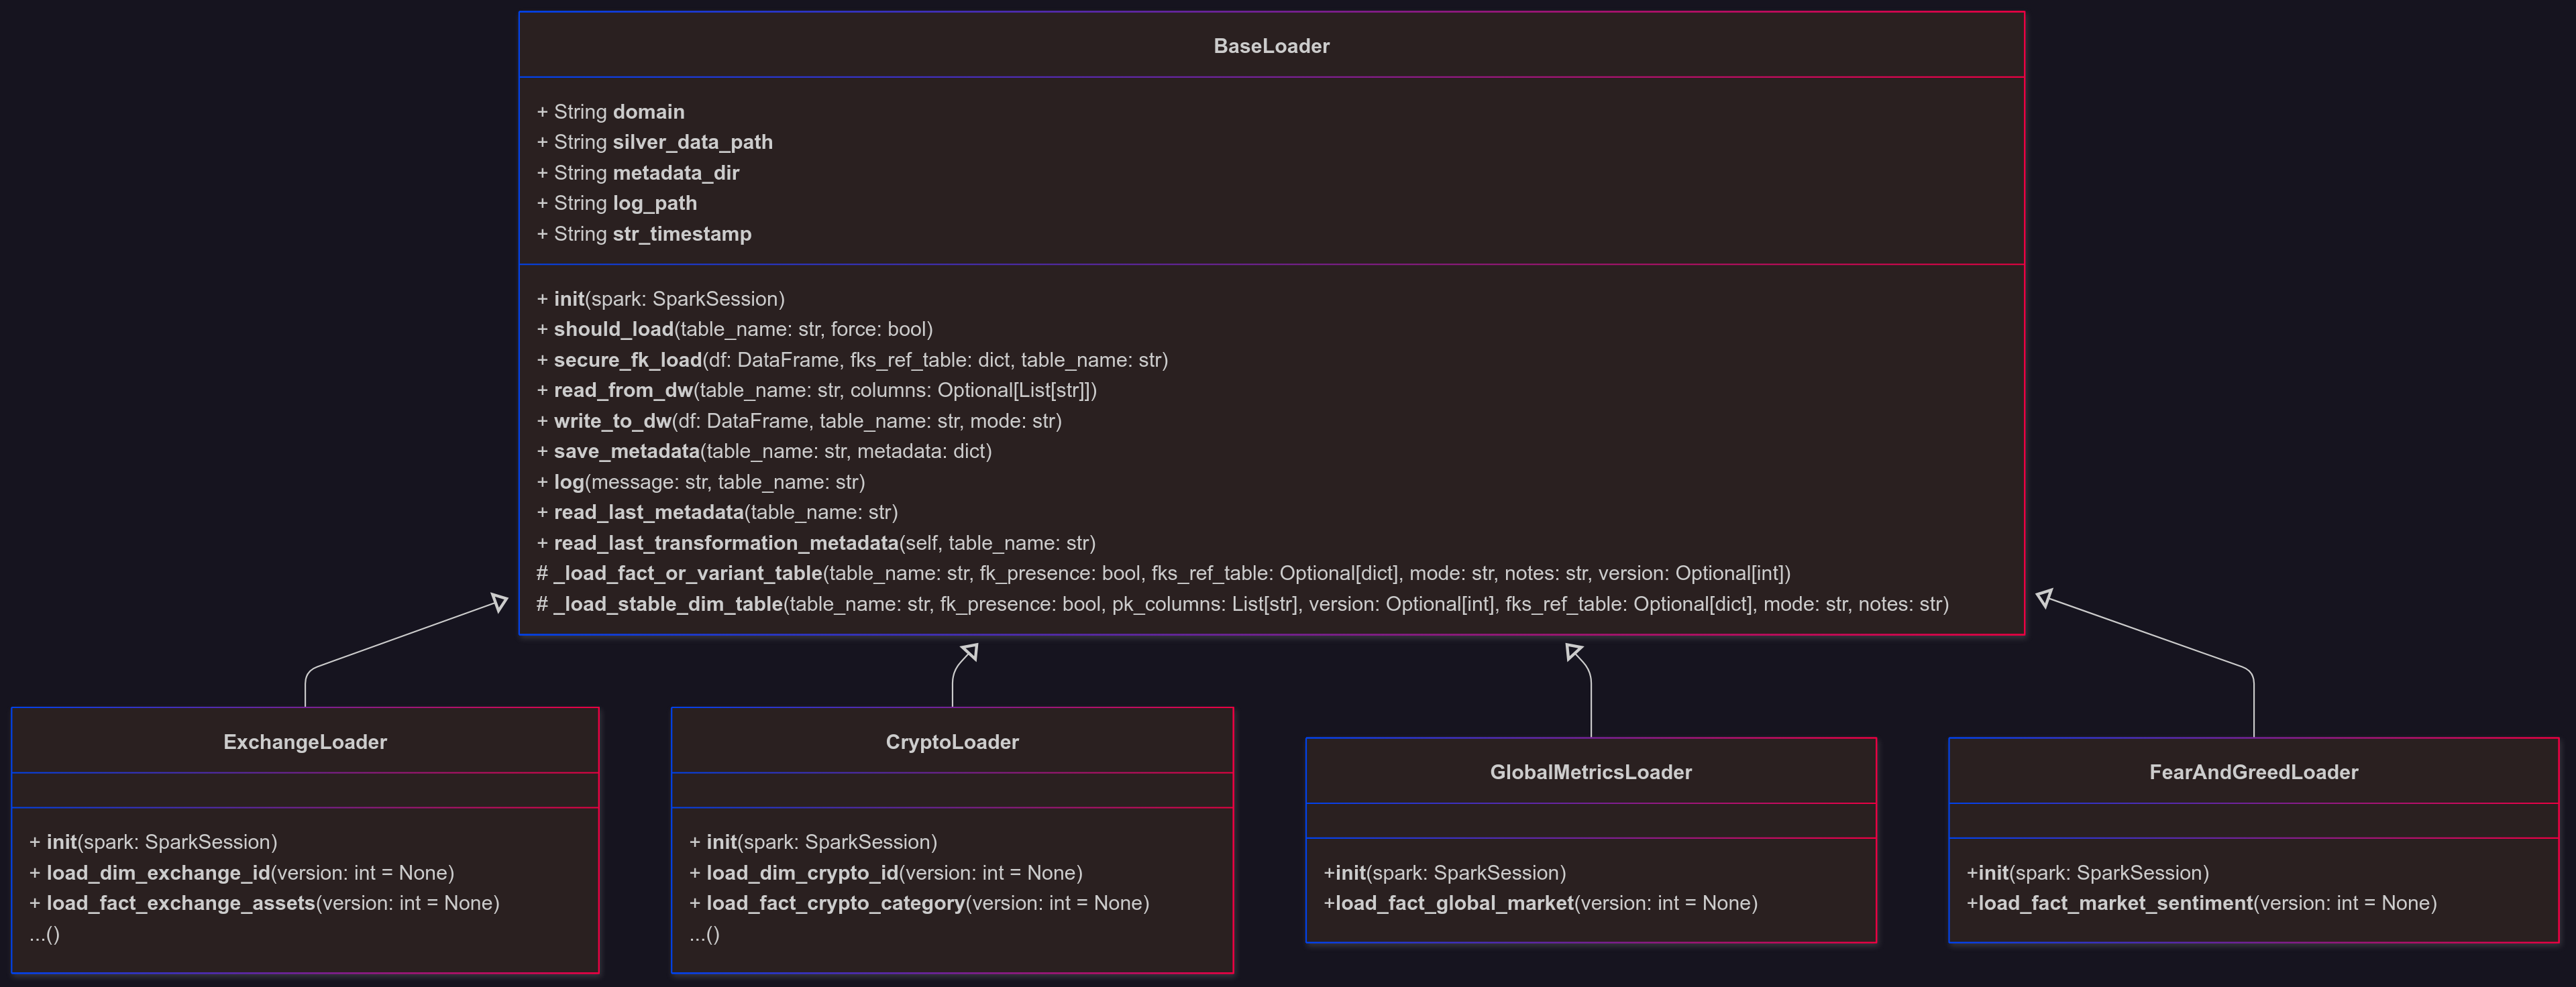 BaseLoader
+ String domain
+ String silver_data_path
+ String metadata_dir
+ String log_path
+ String str_timestamp
+ init(spark: SparkSession)
+ should_load(table_name: str, force: bool)
+ secure_fk_load(df: DataFrame, fks_ref_table: dict, table_name: str)
+ read_from_dw(table_name: str, columns: Optional[List[str]])
+ write_to_dw(df: DataFrame, table_name: str, mode: str)
+ save_metadata(table_name: str, metadata: dict)
+ log(message: str, table_name: str)
+ read_last_metadata(table_name: str)
+ read_last_transformation_metadata(self, table_name: str)
# _load_fact_or_variant_table(table_name: str, fk_presence: bool, fks_ref_table: Optional[dict], mode: str, notes: str, version: Optional[int])
# _load_stable_dim_table(table_name: str, fk_presence: bool, pk_columns: List[str], version: Optional[int], fks_ref_table: Optional[dict], mode: str, notes: str)
ExchangeLoader
+ init(spark: SparkSession)
+ load_dim_exchange_id(version: int = None)
+ load_fact_exchange_assets(version: int = None)
...()
CryptoLoader
+ init(spark: SparkSession)
+ load_dim_crypto_id(version: int = None)
+ load_fact_crypto_category(version: int = None)
...()
GlobalMetricsLoader
+init(spark: SparkSession)
+load_fact_global_market(version: int = None)
FearAndGreedLoader
+init(spark: SparkSession)
+load_fact_market_sentiment(version: int = None)